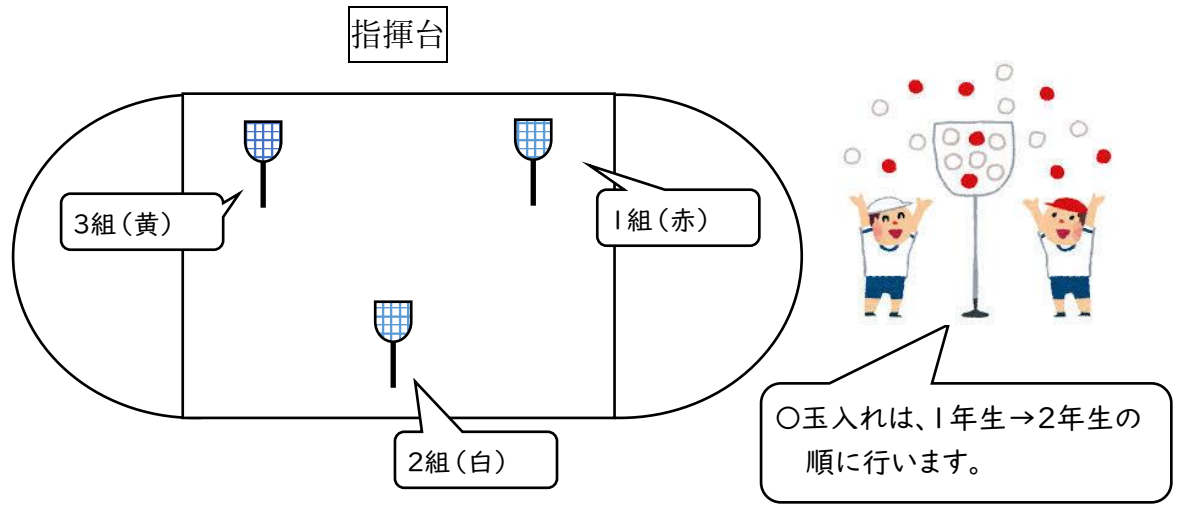 指揮台
3組(黄)
1組(赤)
2組(白)
○玉入れは、1年生→2年生の
順に行います。